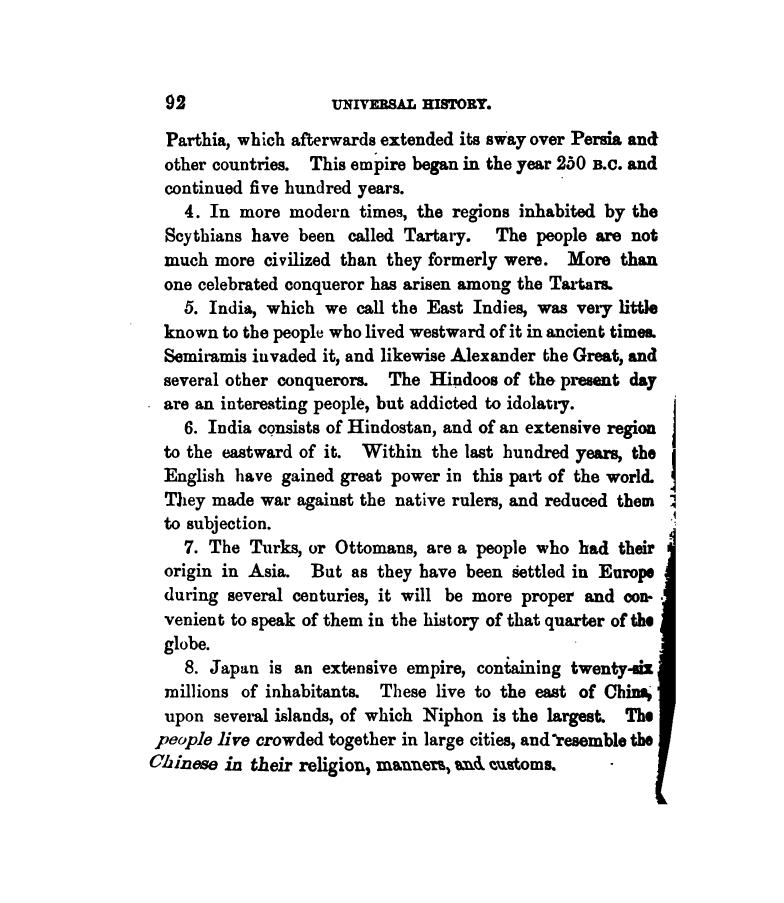 92 UNIVERSAL HISTORY.
Parthia, which afterwards extended its sway over Persia and
other countries. This empire began in the year 250 B.C. and
continued five hundred years.
4. In more modern times, the regions inhabited by the
Scythians have been called Tartary. The people are not
much more civilized than they formerly were. More than
one celebrated conqueror has arisen among the Tartars.
5. India, which we call the East Indies, was very little
known to the people who lived westward of it in ancient times.
Semiramis invaded it, and likewise Alexander the Great, and
several other conquerors. The Hindoos of the present day
are an interesting people, but addicted to idolatry.
6. India consists of Hindostan, and of an extensive region
to the eastward of it. Within the last hundred years, the
English have gained great power in this part of the world.
They made war against the native rulers, and reduced them
to subjection.
7. The Turks, or Ottomans, are a people who had their
origin in Asia. But as they have been settled in Europe
during several centuries, it will be more proper and con-
venient to speak of them in the history of that quarter of the
globe.
8. Japan is an extensive empire, containing twenty-six
millions of inhabitants. These live to the east of China,
upon several islands, of which Niphon is the largest. The
people live crowded together in large cities, and resemble the
Chinese in their religion, manners, and customs.